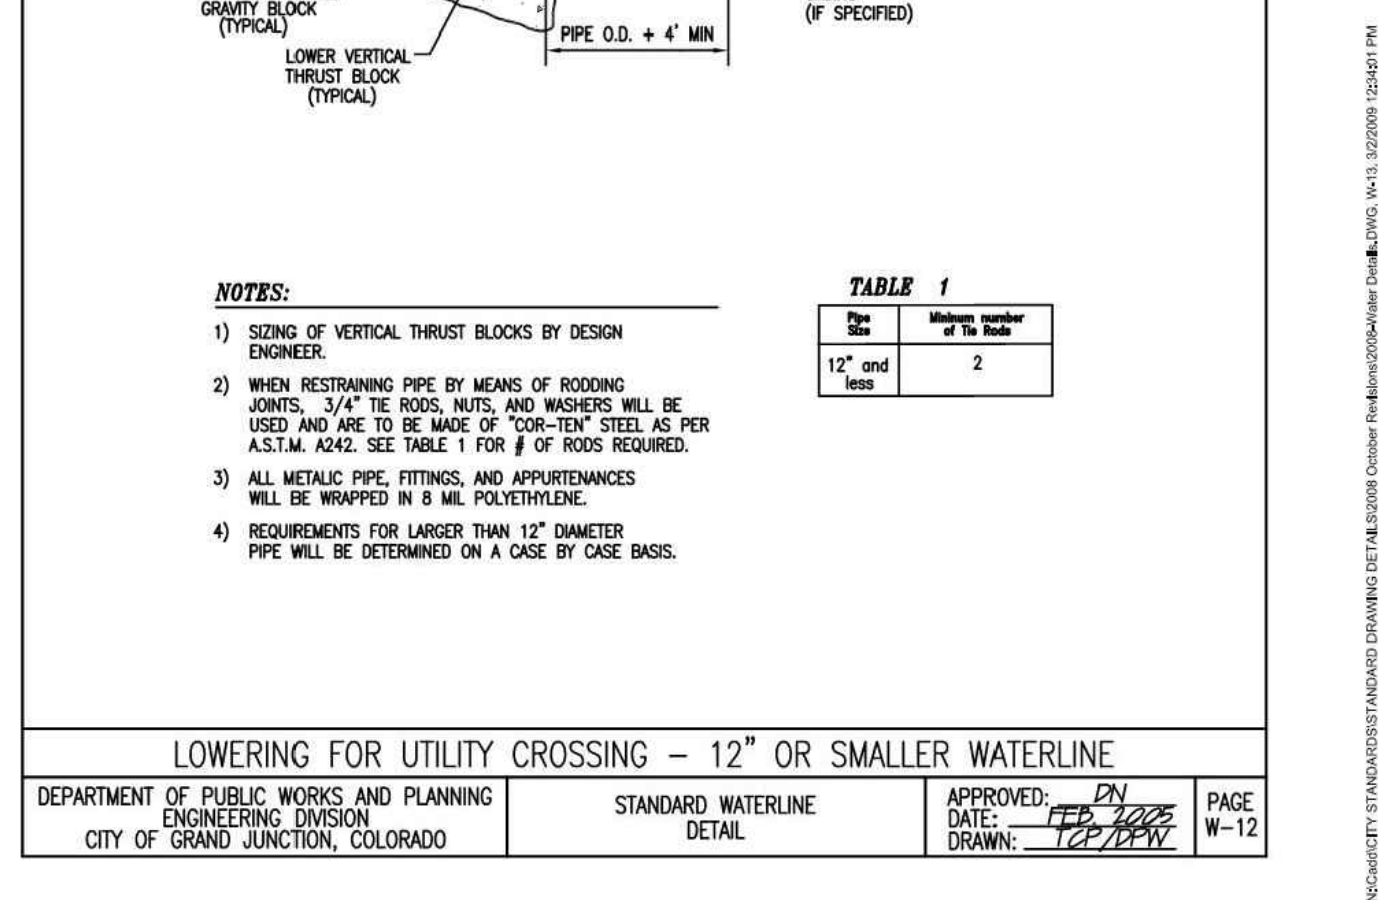 GRAVITY BLOCK
(TYPICAL)
LOWER VERTICAL
THRUST BLOCK
(TYPICAL)
PIPE O.D. + 4' MIN
(IF SPECIFIED)
NOTES:
1) SIZING OF VERTICAL THRUST BLOCKS BY DESIGN
ENGINEER.
2) WHEN RESTRAINING PIPE BY MEANS OF RODDING
JOINTS, 3/4" TIE RODS, NUTS, AND WASHERS WILL BE
USED AND ARE TO BE MADE OF "COR-TEN" STEEL AS PER
A.S.T.M. A242. SEE TABLE 1 FOR # OF RODS REQUIRED.
3) ALL METALIC PIPE, FITTINGS, AND APPURTENANCES
WILL BE WRAPPED IN 8 MIL POLYETHYLENE.
4) REQUIREMENTS FOR LARGER THAN 12" DIAMETER
PIPE WILL BE DETERMINED ON A CASE BY CASE BASIS.
TABLE 1
Pipe
Size
Mininum number
of Tie Rods
12" and
less
2
LOWERING FOR UTILITY CROSSING – 12" OR SMALLER WATERLINE
DEPARTMENT OF PUBLIC WORKS AND PLANNING
ENGINEERING DIVISION
CITY OF GRAND JUNCTION, COLORADO
STANDARD WATERLINE
DETAIL
APPROVED: DN
DATE: FEB. 2005
DRAWN: TCP/DPW
PAGE
W-12
N:\Cadd\CITY STANDARDS\STANDARD DRAWING DETAILS\2008 October Revisions\2008-Water Details.DWG, W-13, 3/2/2009 12:34:01 PM